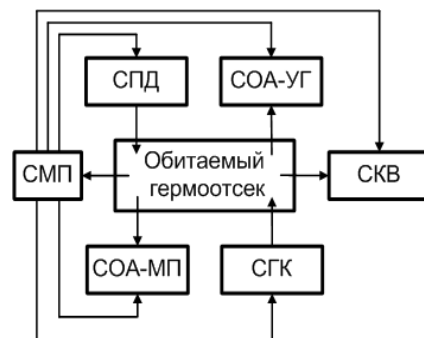 СПД
СОА-УГ
СМП
Обитаемый
гермоотсек
СКВ
СОА-МП
СГК